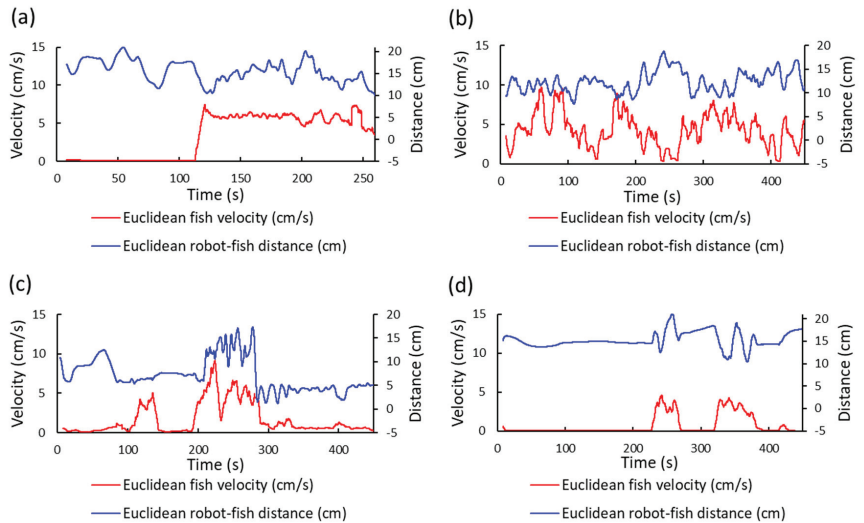 (a)
15
10
5
0
Velocity (cm/s)
20
15
10
5
0
-5
Distance (cm)
0 50 100 150 200 250
Time (s)
Euclidean fish velocity (cm/s)
Euclidean robot-fish distance (cm)
(b)
15
10
5
0
Velocity (cm/s)
20
15
10
5
0
-5
Distance (cm)
0 100 200 300 400
Time (s)
Euclidean fish velocity (cm/s)
Euclidean robot-fish distance (cm)
(c)
15
10
5
0
Velocity (cm/s)
20
15
10
5
0
-5
Distance (cm)
0 100 200 300 400
Time (s)
Euclidean fish velocity (cm/s)
Euclidean robot-fish distance (cm)
(d)
15
10
5
0
Velocity (cm/s)
20
15
10
5
0
-5
Distance (cm)
0 100 200 300 400
Time (s)
Euclidean fish velocity (cm/s)
Euclidean robot-fish distance (cm)